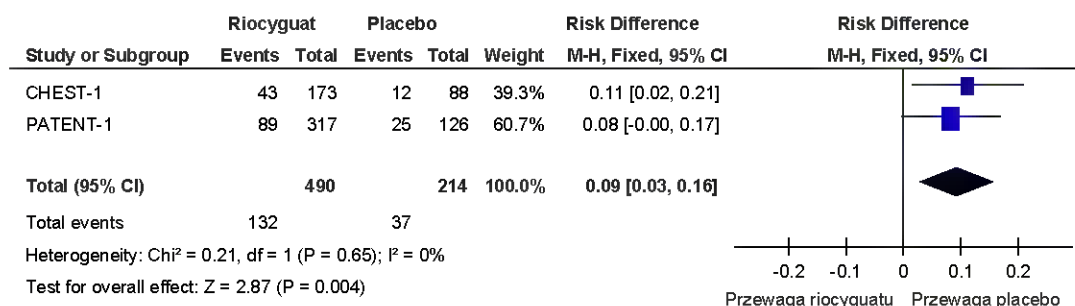 Riocyguat Placebo Risk Difference Risk Difference
Study or Subgroup Events Total Events Total Weight M-H, Fixed, 95% CI M-H, Fixed, 95% CI
CHEST-1 43 173 12 88 39.3% 0.11 [0.02, 0.21]
PATENT-1 89 317 25 126 60.7% 0.08 [-0.00, 0.17]
Total (95% CI) 490 214 100.0% 0.09 [0.03, 0.16]
Total events 132 37
Heterogeneity: Chi² = 0.21, df = 1 (P = 0.65); I² = 0%
Test for overall effect: Z = 2.87 (P = 0.004)
-0.2 -0.1 0 0.1 0.2
Przewaga riocyguatu Przewaga placebo